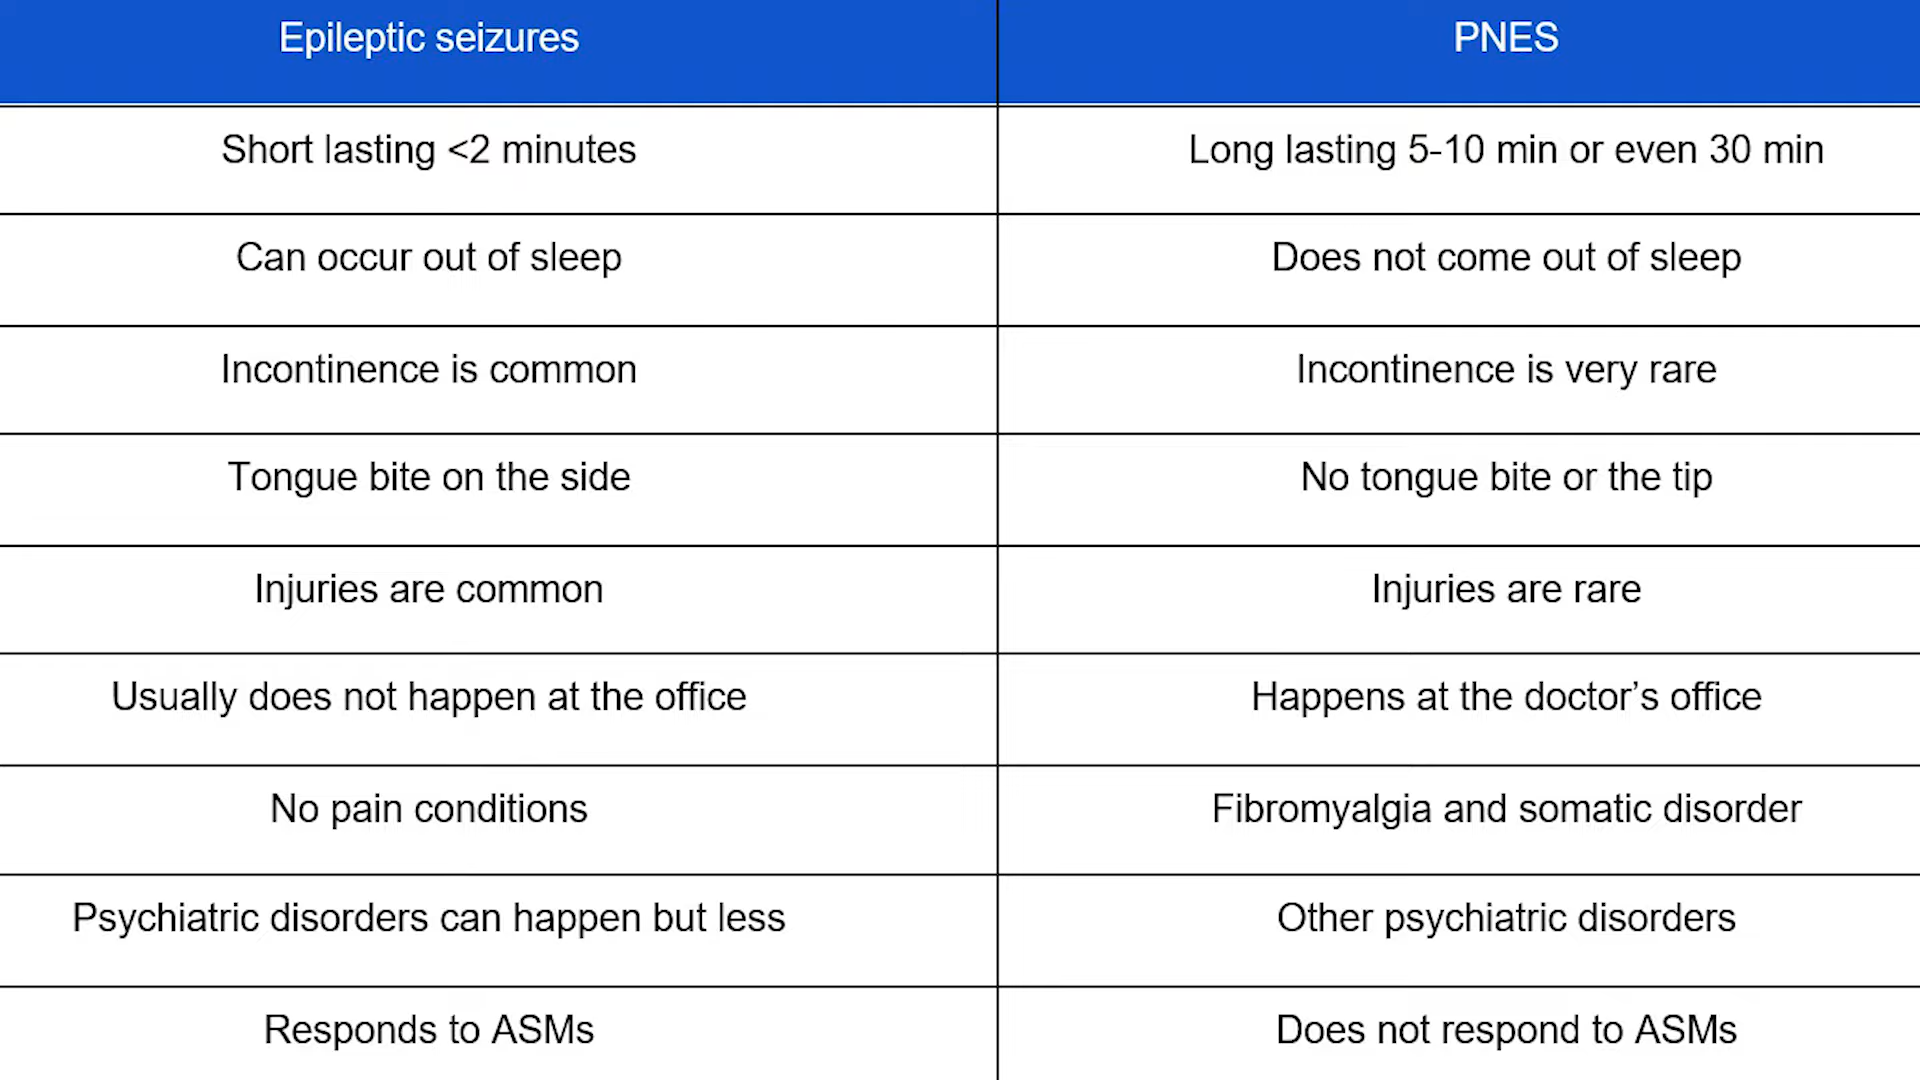 Epileptic seizures
PNES
Short lasting <2 minutes
Long lasting 5-10 min or even 30 min
Can occur out of sleep
Does not come out of sleep
Incontinence is common
Incontinence is very rare
Tongue bite on the side
No tongue bite or the tip
Injuries are common
Injuries are rare
Usually does not happen at the office
Happens at the doctor’s office
No pain conditions
Fibromyalgia and somatic disorder
Psychiatric disorders can happen but less
Other psychiatric disorders
Responds to ASMs
Does not respond to ASMs